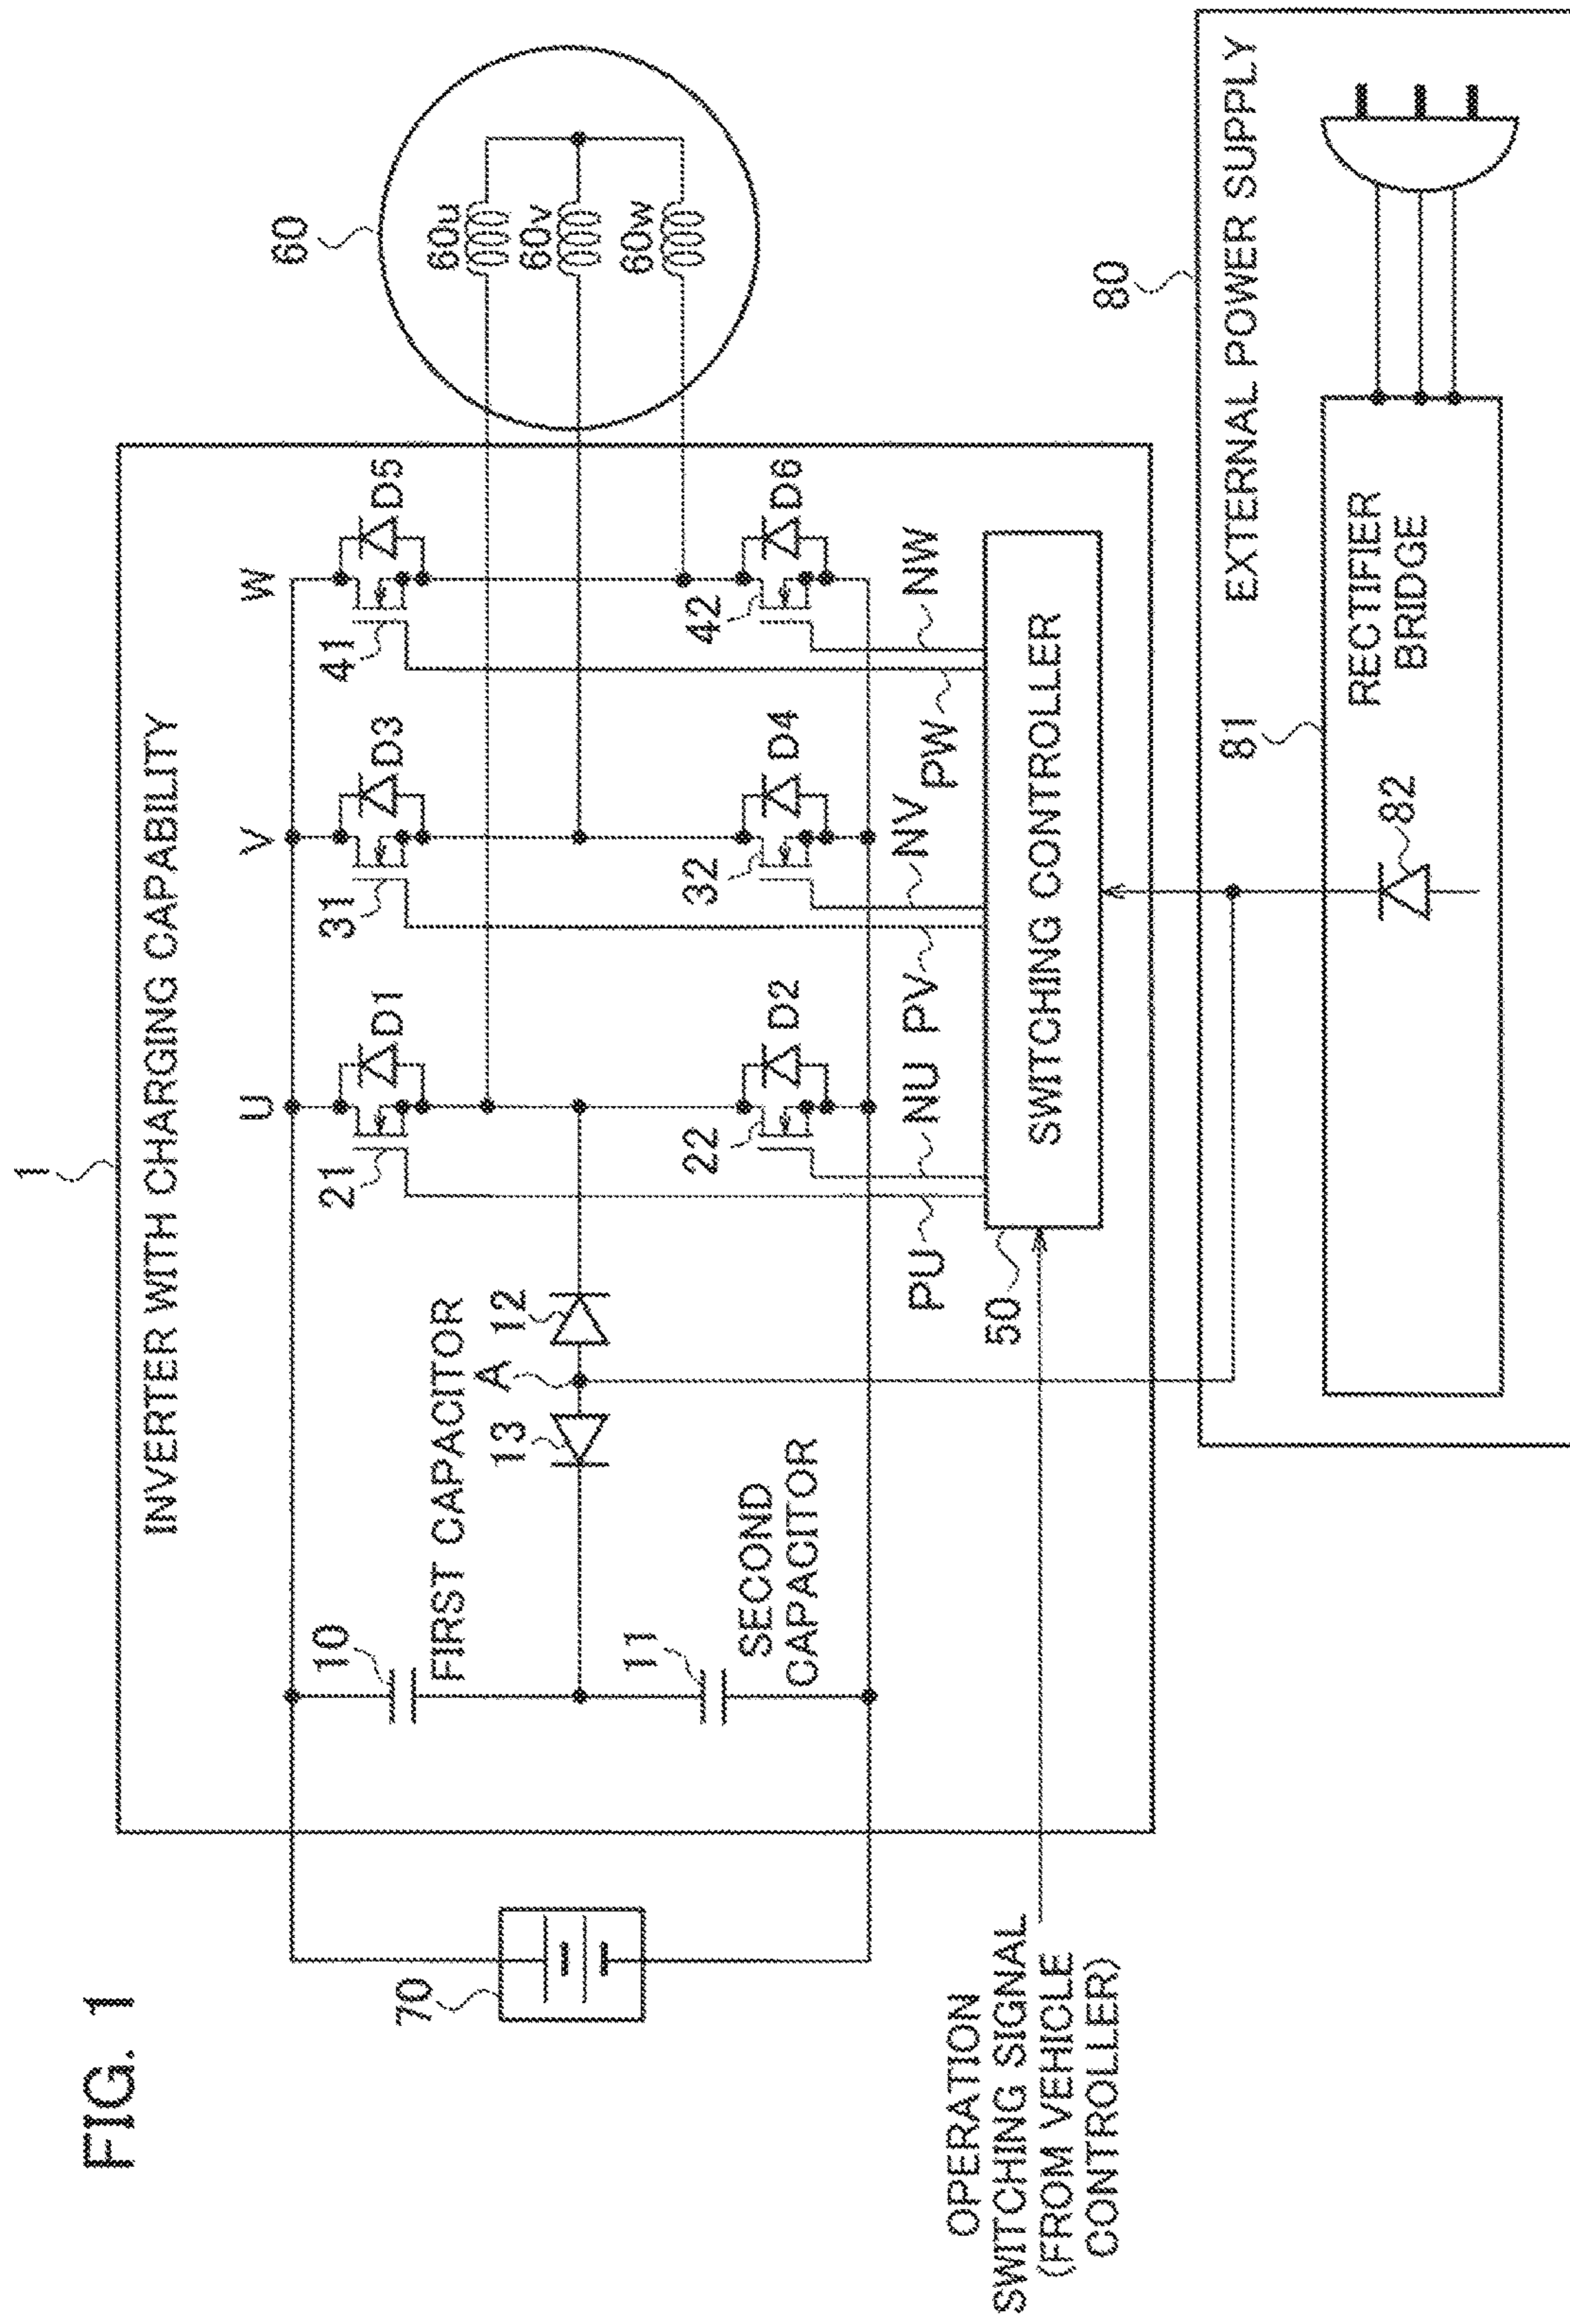 FIG. 1
1
INVERTER WITH CHARGING CAPABILITY
U
V
W
60
60u
60v
60w
70
10
FIRST CAPACITOR
11
SECOND
CAPACITOR
13
A
12
21
D1
31
D3
41
D5
22
D2
32
D4
42
D6
PU
NU
PV
NV
PW
NW
50
SWITCHING CONTROLLER
OPERATION
SWITCHING SIGNAL
(FROM VEHICLE
CONTROLLER)
80
EXTERNAL POWER SUPPLY
81
RECTIFIER
BRIDGE
82